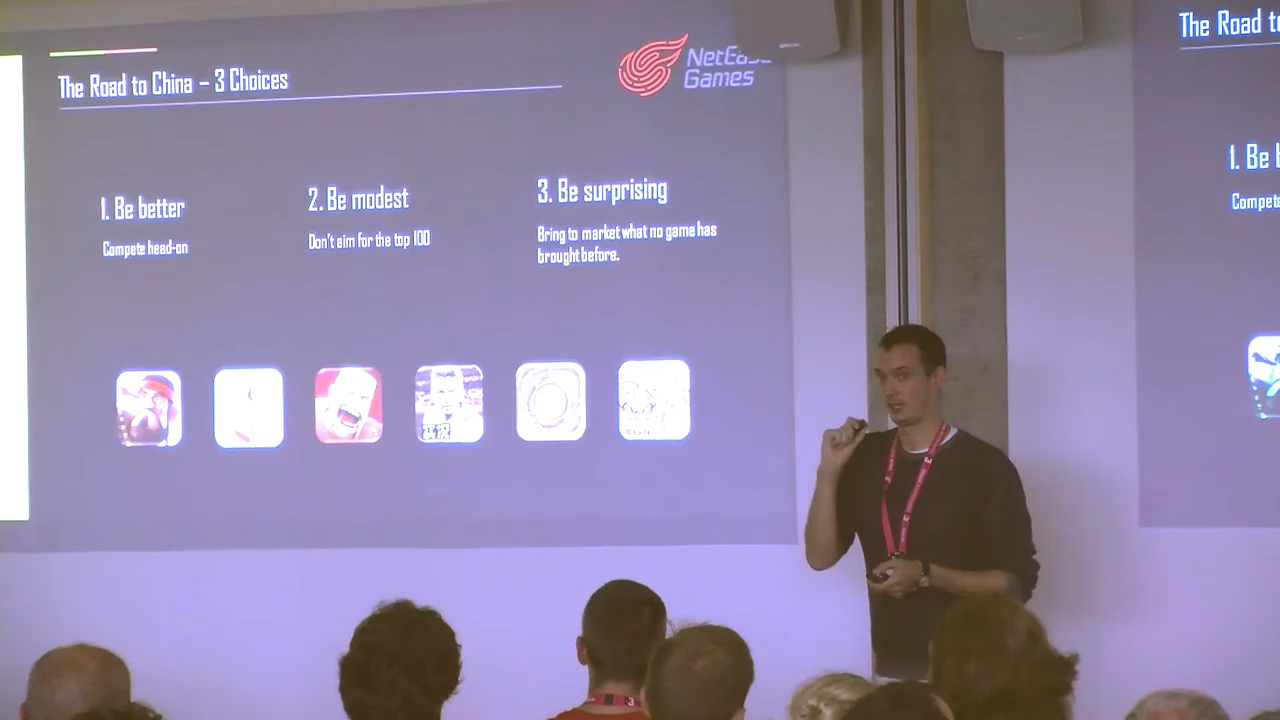 The Road to China – 3 Choices
NetEase
Games
1. Be better
Compete head-on
2. Be modest
Don't aim for the top 100
3. Be surprising
Bring to market what no game has
brought before.
The Road to
1. Be b
Compete